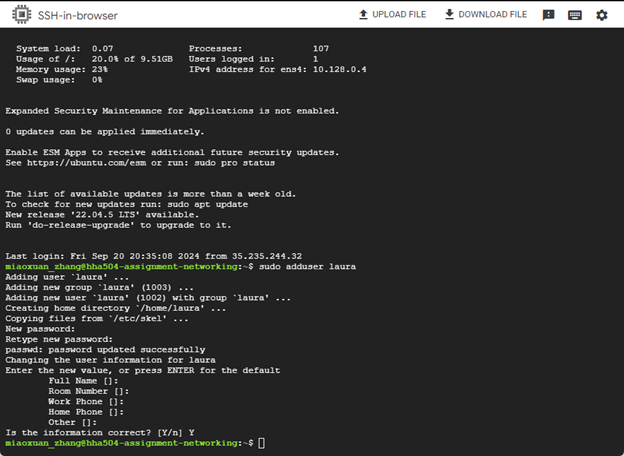 SSH-in-browser
UPLOAD FILE
DOWNLOAD FILE
System load: 0.07 Processes: 107
Usage of /: 20.0% of 9.51GB Users logged in: 1
Memory usage: 23% IPv4 address for ens4: 10.128.0.4
Swap usage: 0%
Expanded Security Maintenance for Applications is not enabled.
0 updates can be applied immediately.
Enable ESM Apps to receive additional future security updates.
See https://ubuntu.com/esm or run: sudo pro status
The list of available updates is more than a week old.
To check for new updates run: sudo apt update
New release '22.04.5 LTS' available.
Run 'do-release-upgrade' to upgrade to it.
Last login: Fri Sep 20 20:35:08 2024 from 35.235.244.32
miaoxuan_zhang@hha504-assignment-networking:~$ sudo adduser laura
Adding user `laura' ...
Adding new group `laura' (1003) ...
Adding new user `laura' (1002) with group `laura' ...
Creating home directory `/home/laura' ...
Copying files from `/etc/skel' ...
New password:
Retype new password:
passwd: password updated successfully
Changing the user information for laura
Enter the new value, or press ENTER for the default
Full Name []:
Room Number []:
Work Phone []:
Home Phone []:
Other []:
Is the information correct? [Y/n] Y
miaoxuan_zhang@hha504-assignment-networking:~$